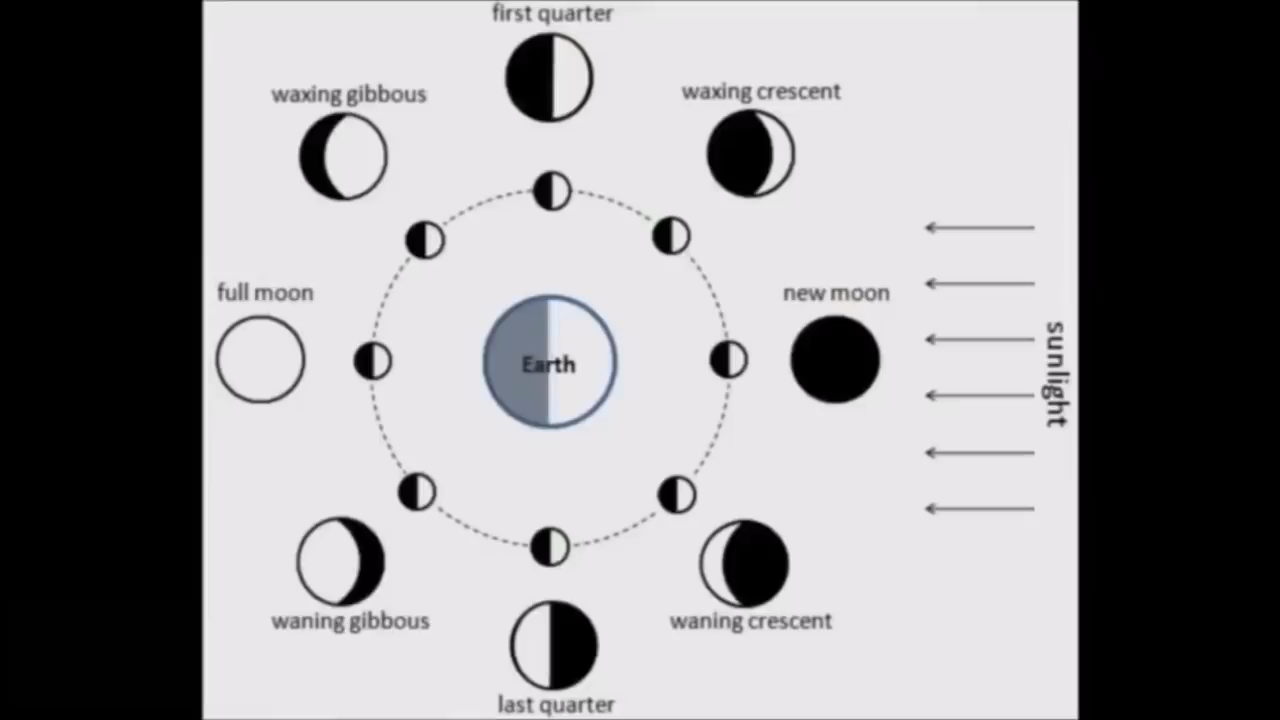 first quarter
waxing gibbous
waxing crescent
full moon
new moon
Earth
sunlight
waning gibbous
waning crescent
last quarter